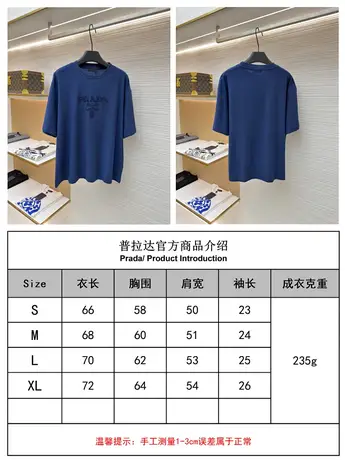 PRADA
普拉达官方商品介绍
Prada/ Product Introduction
Size 衣长 胸围 肩宽 袖长 成衣克重
S 66 58 50 23
M 68 60 51 24
L 70 62 53 25
XL 72 64 54 26
235g
温馨提示：手工测量1-3cm误差属于正常